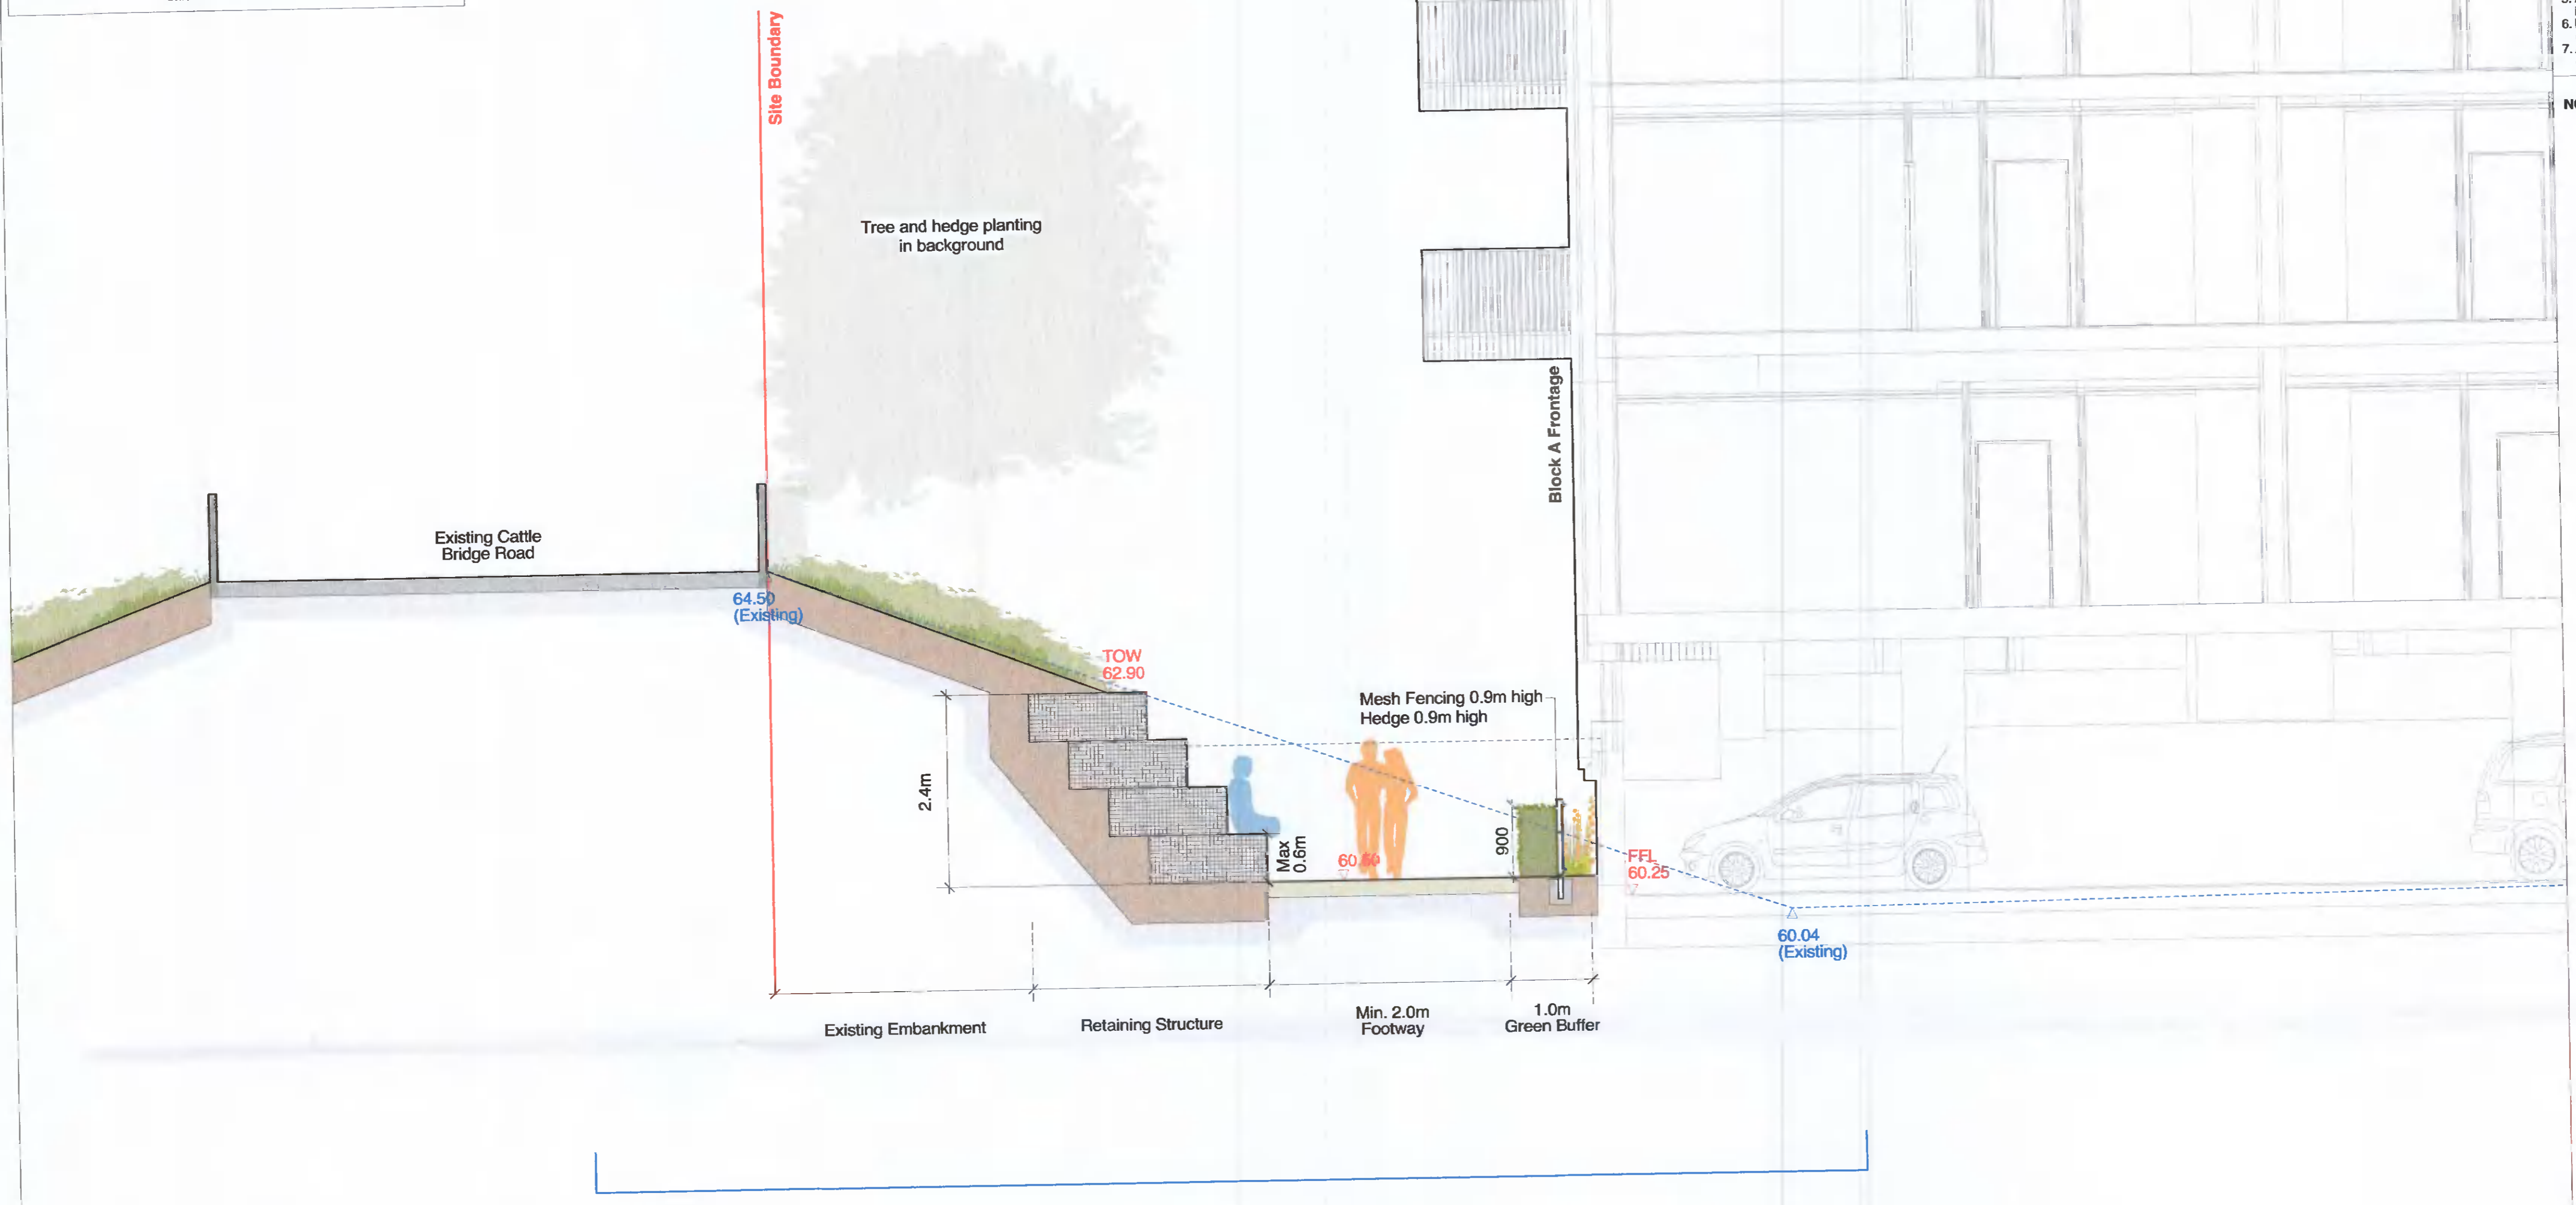 6.
7.
Site Boundary
Tree and hedge planting
in background
Block A Frontage
Existing Cattle
Bridge Road
64.50
(Existing)
TOW
62.90
Mesh Fencing 0.9m high
Hedge 0.9m high
2.4m
Max
0.6m
900
FFL
60.25
60.04
(Existing)
Existing Embankment
Retaining Structure
Min. 2.0m
Footway
1.0m
Green Buffer